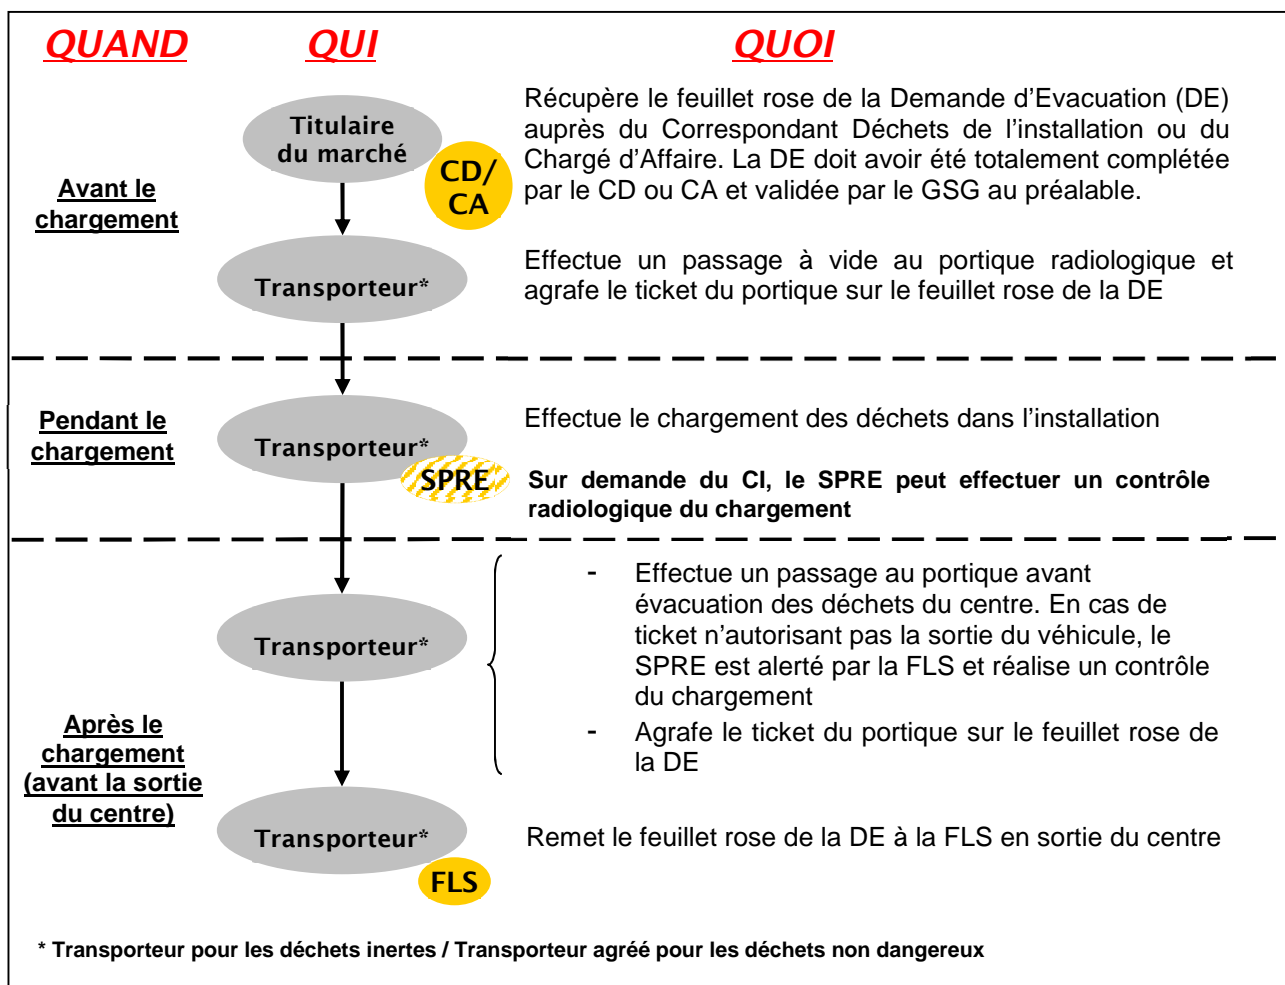 QUAND QUI QUOI
Avant le
chargement
Titulaire
du marché
CD/
CA
Récupère le feuillet rose de la Demande d’Evacuation (DE)
auprès du Correspondant Déchets de l’installation ou du
Chargé d’Affaire. La DE doit avoir été totalement complétée
par le CD ou CA et validée par le GSG au préalable.
Transporteur*
Effectue un passage à vide au portique radiologique et
agrafe le ticket du portique sur le feuillet rose de la DE
Pendant le
chargement
Transporteur*
SPRE
Effectue le chargement des déchets dans l’installation
Sur demande du CI, le SPRE peut effectuer un contrôle
radiologique du chargement
Après le
chargement
(avant la sortie
du centre)
Transporteur*
- Effectue un passage au portique avant
évacuation des déchets du centre. En cas de
ticket n’autorisant pas la sortie du véhicule, le
SPRE est alerté par la FLS et réalise un contrôle
du chargement
- Agrafe le ticket du portique sur le feuillet rose de
la DE
Transporteur*
FLS
Remet le feuillet rose de la DE à la FLS en sortie du centre
* Transporteur pour les déchets inertes / Transporteur agréé pour les déchets non dangereux